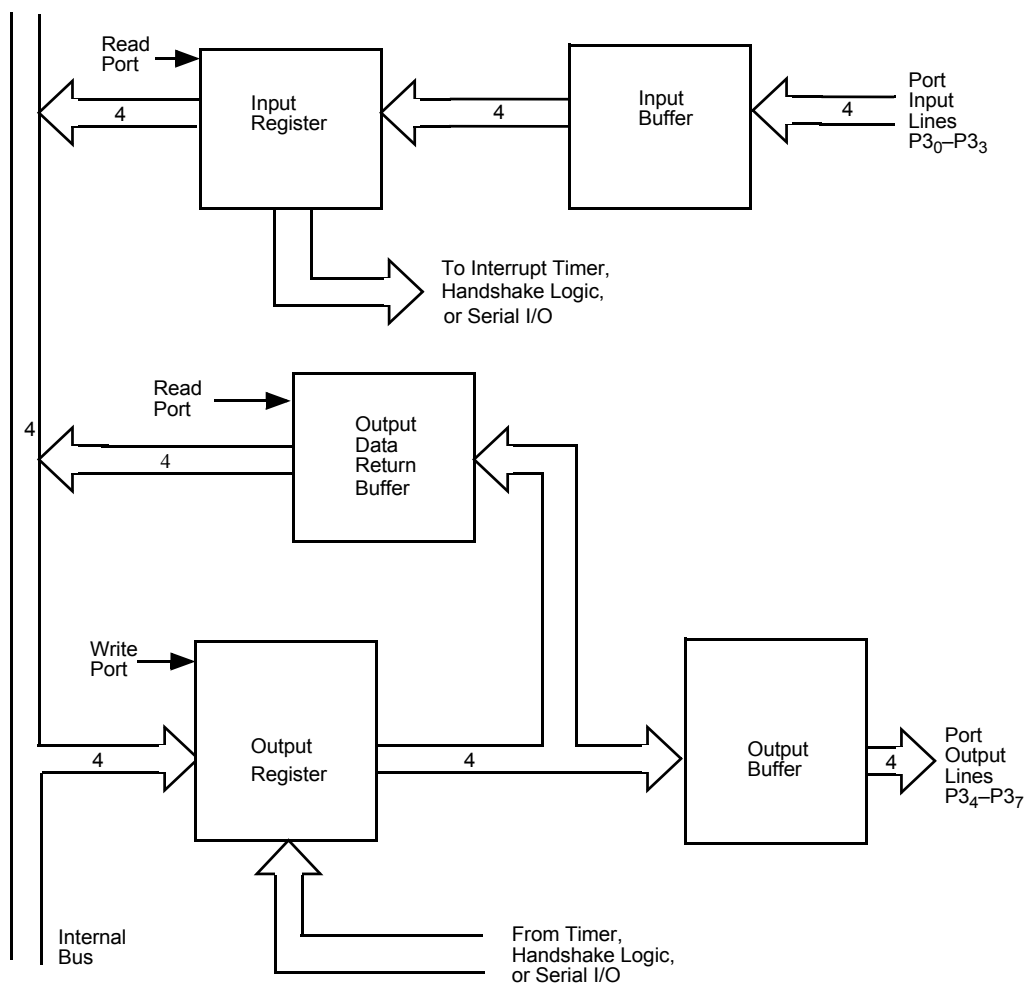 Read
Port
4
Input
Register
4
Input
Buffer
4
Port
Input
Lines
P3₀–P3₃
To Interrupt Timer,
Handshake Logic,
or Serial I/O
Read
Port
4
4
Output
Data
Return
Buffer
Write
Port
4
Output
Register
4
Output
Buffer
4
Port
Output
Lines
P3₄–P3₇
Internal
Bus
From Timer,
Handshake Logic,
or Serial I/O